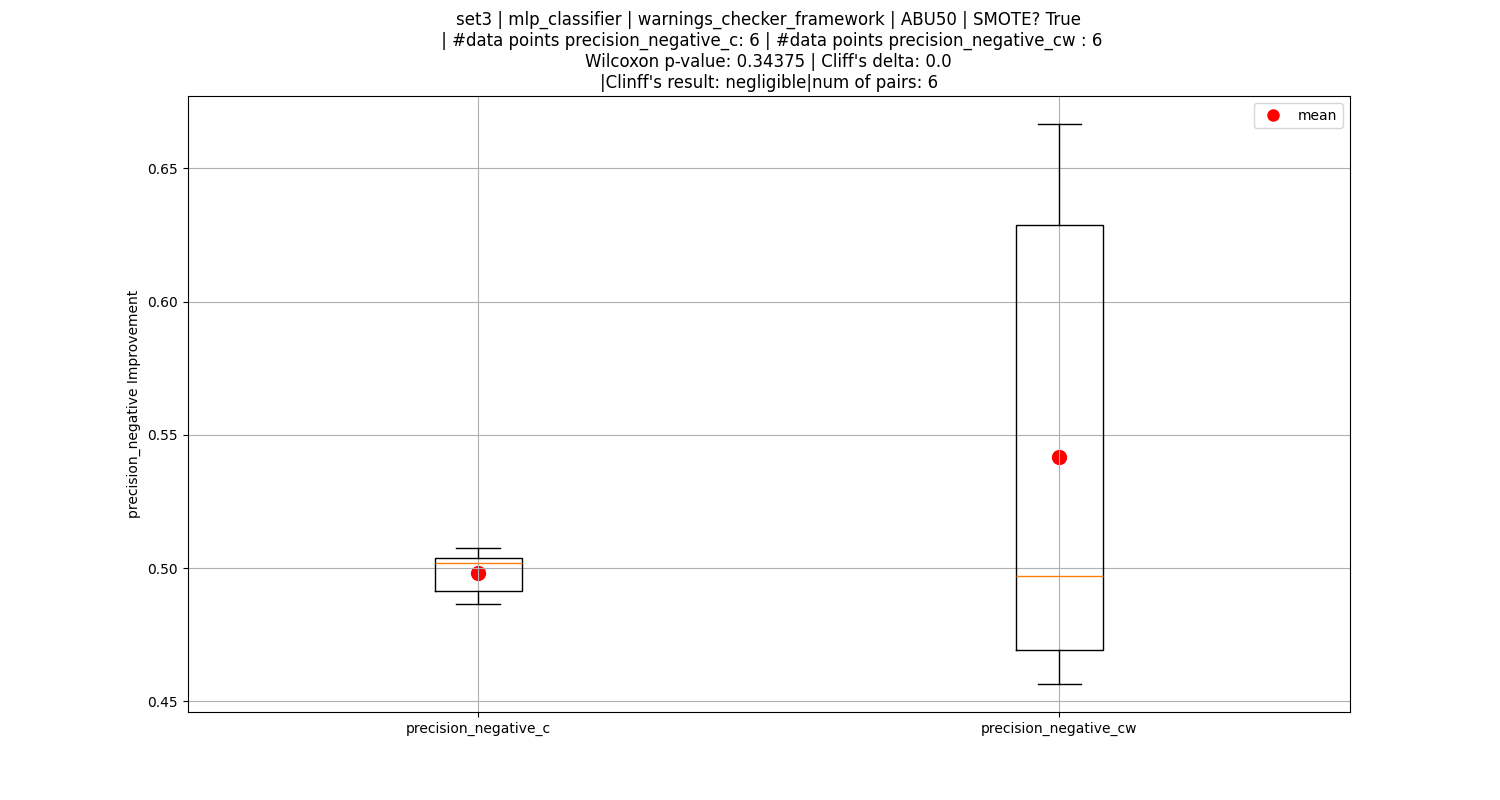 set3 | mlp_classifier | warnings_checker_framework | ABU50 | SMOTE? True
| #data points precision_negative_c: 6 | #data points precision_negative_cw : 6
Wilcoxon p-value: 0.34375 | Cliff's delta: 0.0
|Clinff's result: negligible|num of pairs: 6
mean
precision_negative Improvement
0.65
0.60
0.55
0.50
0.45
precision_negative_c
precision_negative_cw